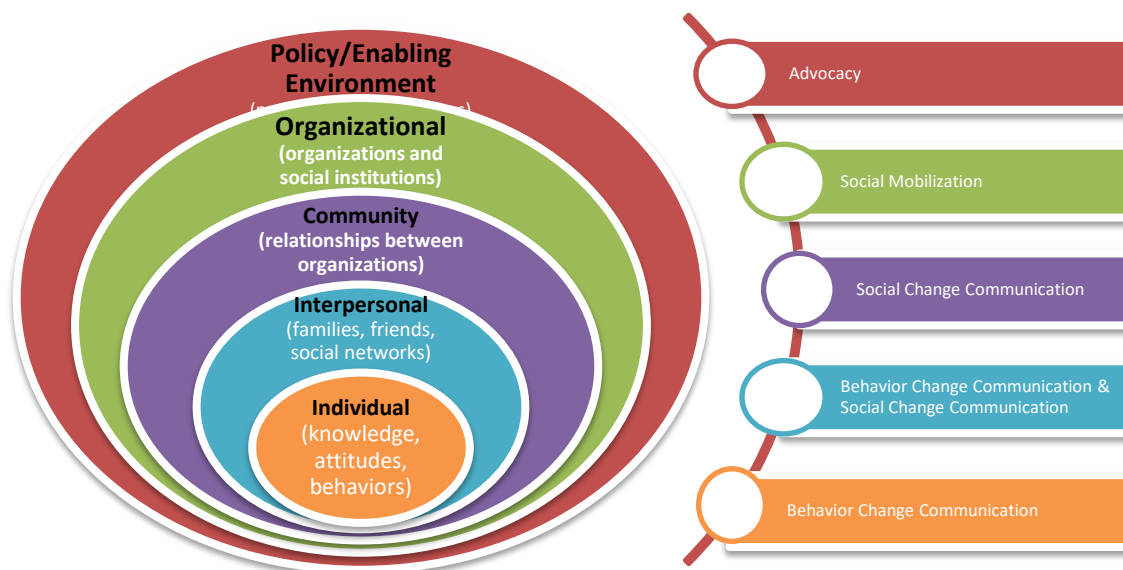 Policy/Enabling
Environment
Organizational
(organizations and
social institutions)
Community
(relationships between
organizations)
Interpersonal
(families, friends,
social networks)
Individual
(knowledge,
attitudes,
behaviors)
Advocacy
Social Mobilization
Social Change Communication
Behavior Change Communication &
Social Change Communication
Behavior Change Communication